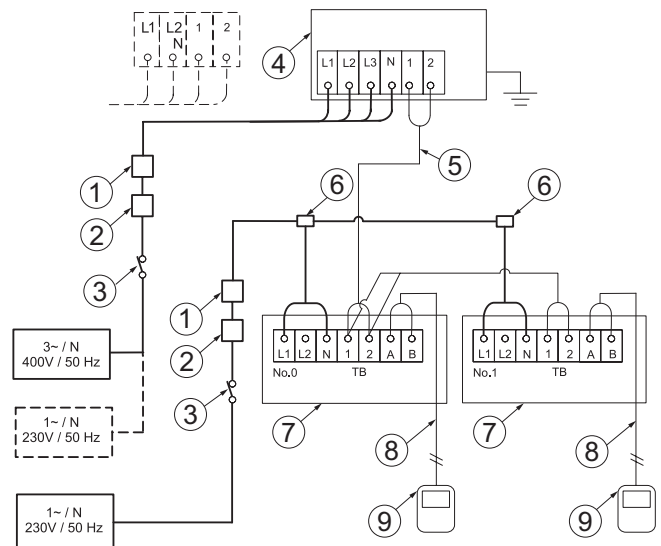 L1 L2 N 1 2
4
L1 L2 L3 N 1 2
5
6
6
1
2
3
1
2
3
3~ / N
400V / 50 Hz
1~ / N
230V / 50 Hz
1~ / N
230V / 50 Hz
L1 L2 N 1 2 A B
No.0 TB
7
8
9
L1 L2 N 1 2 A B
No.1 TB
7
8
9